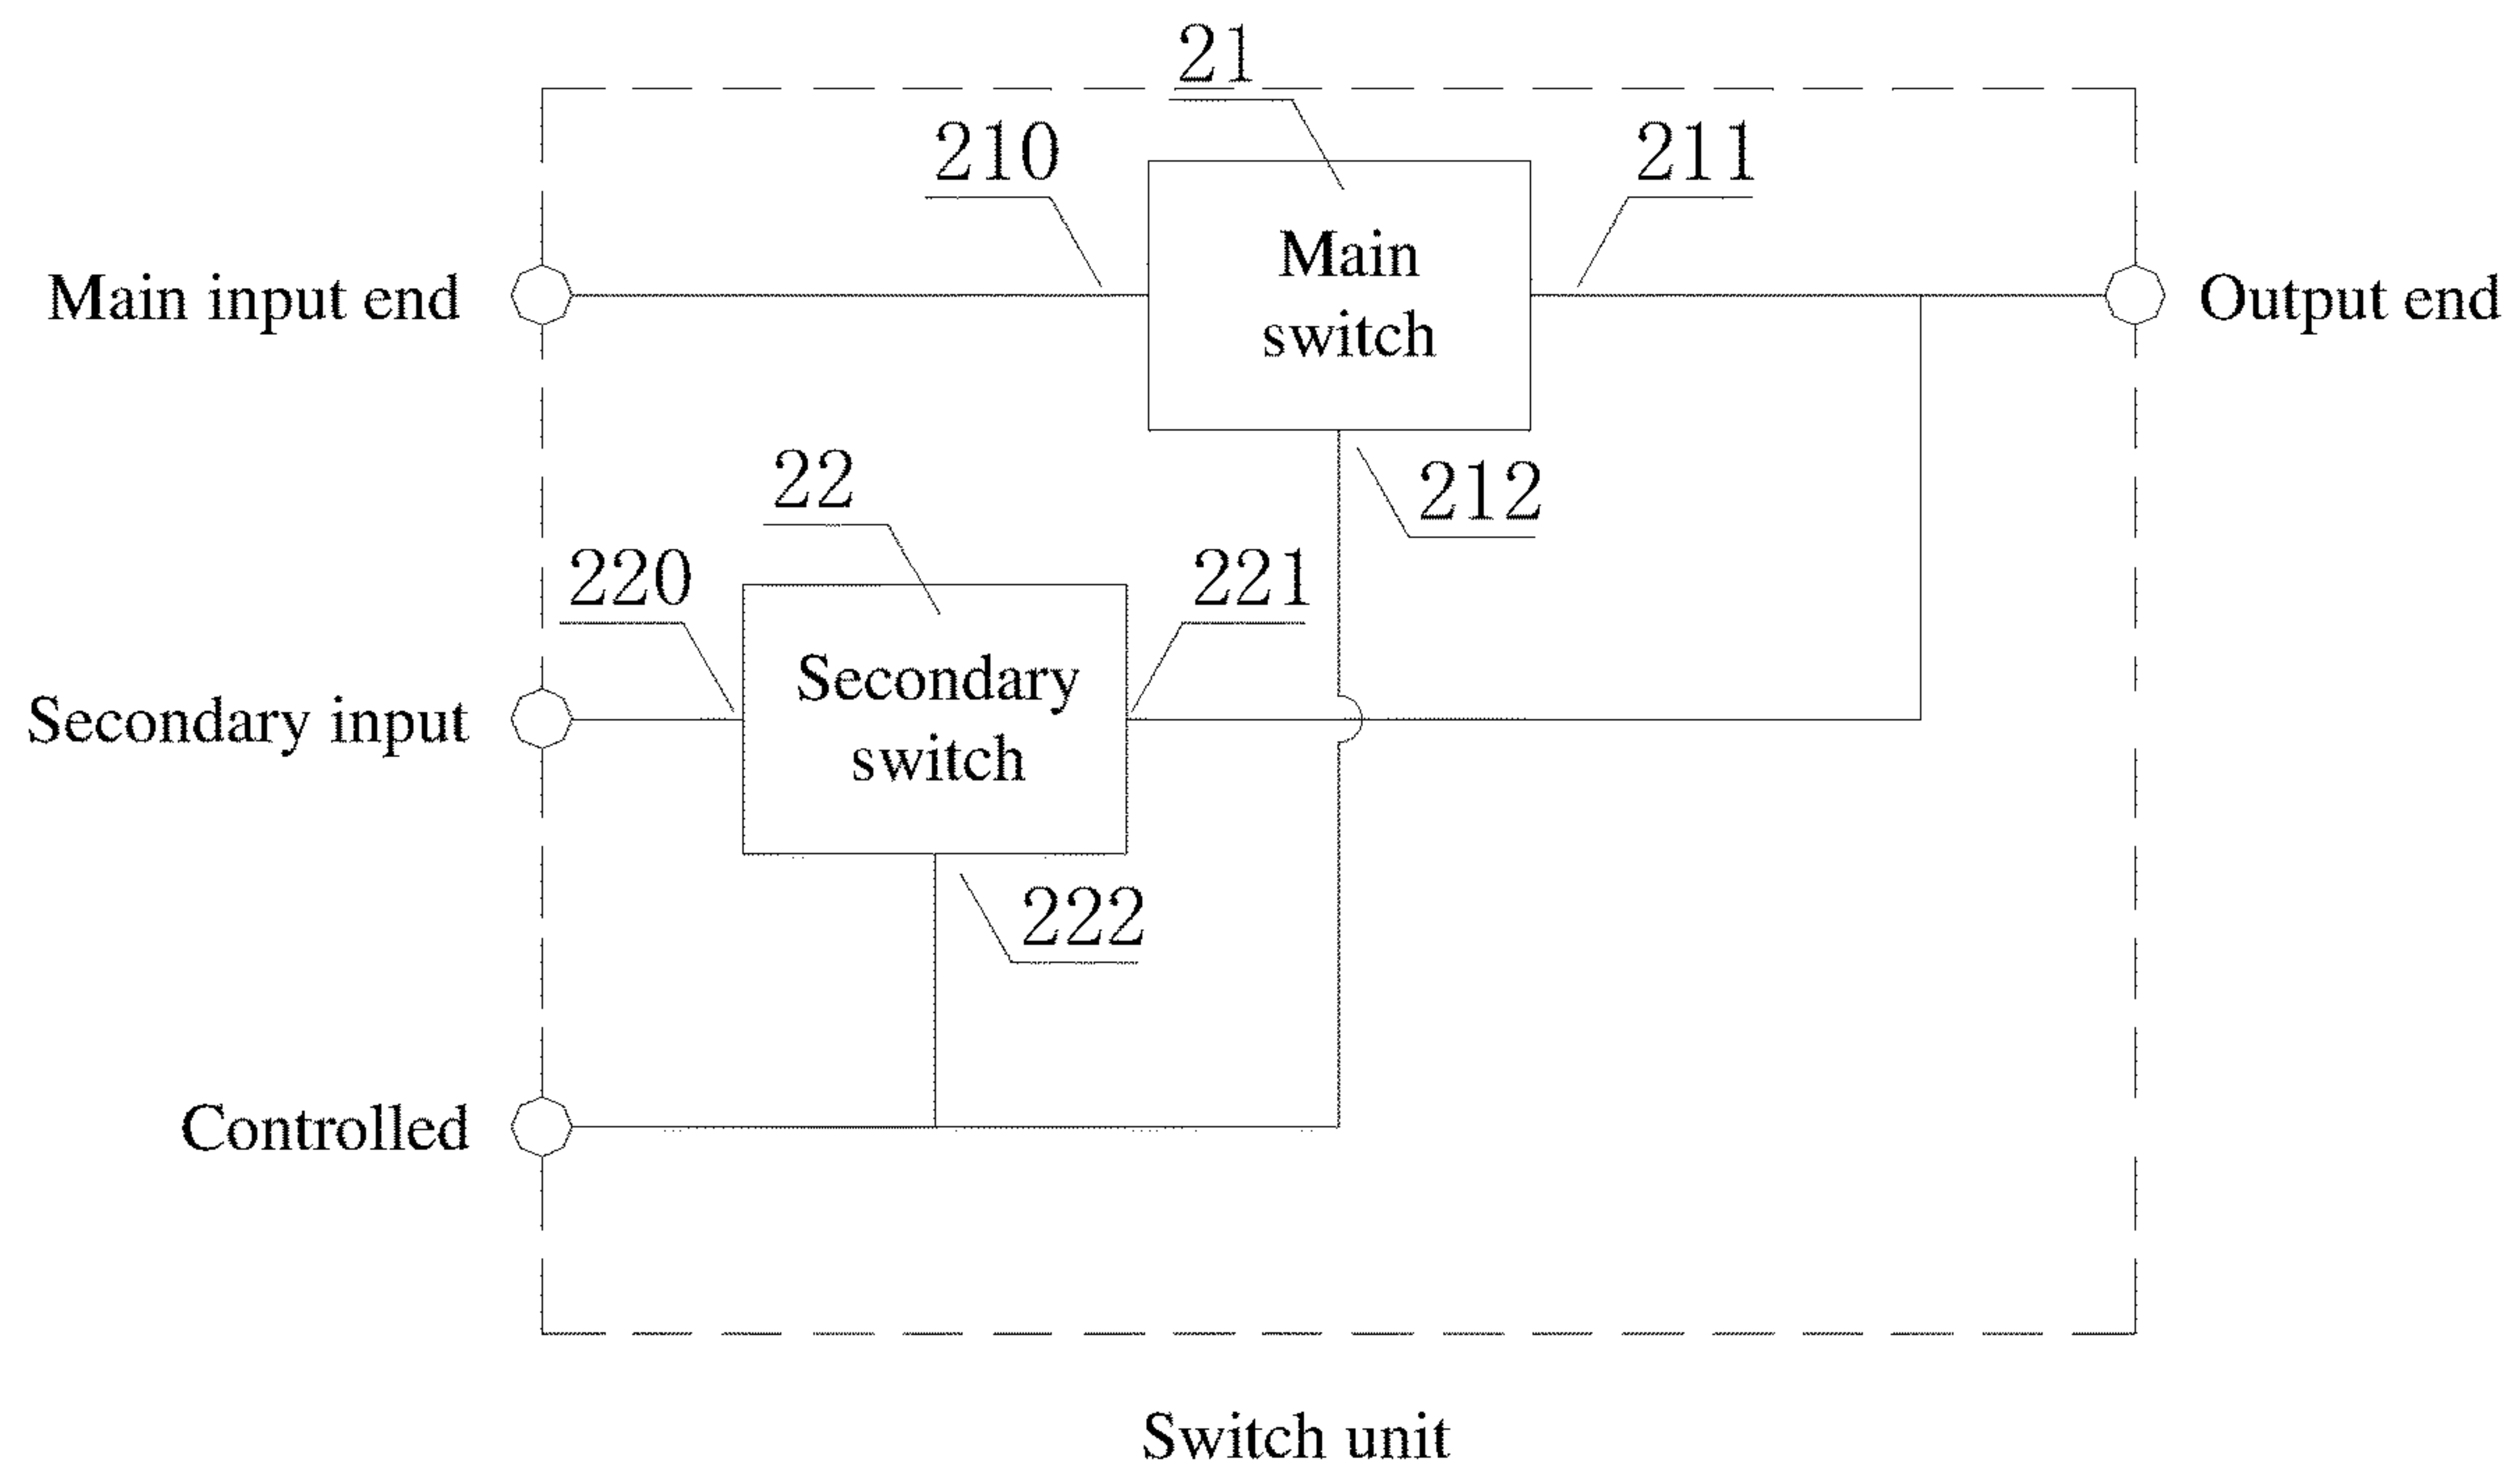 21
210
211
Main
switch
Main input end
Output end
212
22
220
221
Secondary
switch
Secondary input
222
Controlled
Switch unit